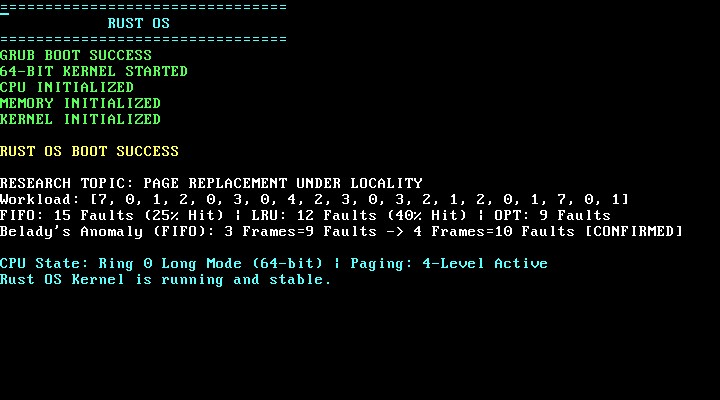 ================================
RUST OS
================================
GRUB BOOT SUCCESS
64-BIT KERNEL STARTED
CPU INITIALIZED
MEMORY INITIALIZED
KERNEL INITIALIZED
RUST OS BOOT SUCCESS
RESEARCH TOPIC: PAGE REPLACEMENT UNDER LOCALITY
Workload: [7, 0, 1, 2, 0, 3, 0, 4, 2, 3, 0, 3, 2, 1, 2, 0, 1, 7, 0, 1]
FIFO: 15 Faults (25% Hit) | LRU: 12 Faults (40% Hit) | OPT: 9 Faults
Belady's Anomaly (FIFO): 3 Frames=9 Faults -> 4 Frames=10 Faults [CONFIRMED]
CPU State: Ring 0 Long Mode (64-bit) | Paging: 4-Level Active
Rust OS Kernel is running and stable.